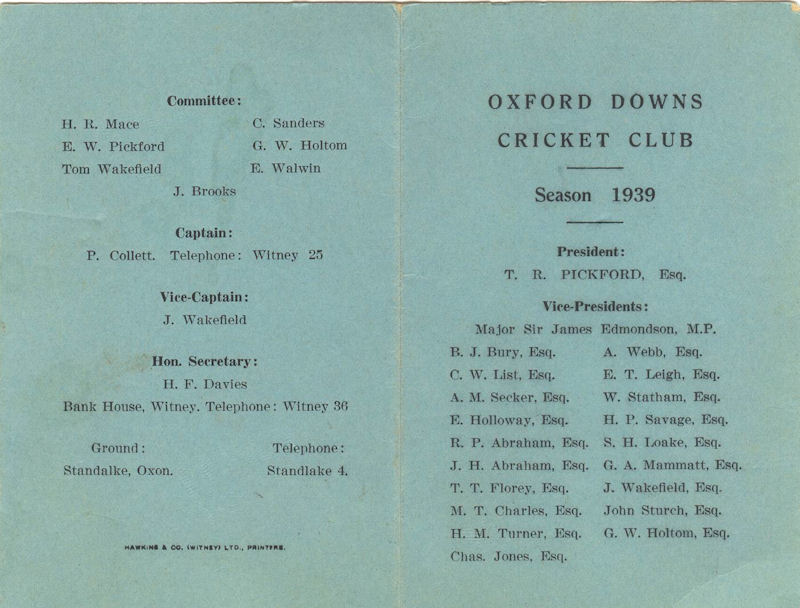 Committee:
H. R. Mace C. Sanders
E. W. Pickford G. W. Holtom
Tom Wakefield E. Walwin
J. Brooks
Captain:
P. Collett. Telephone: Witney 25
Vice-Captain:
J. Wakefield
Hon. Secretary:
H. F. Davies
Bank House, Witney. Telephone: Witney 36
Ground: Telephone:
Standalke, Oxon. Standlake 4.
HAWKINS & CO. (WITNEY) LTD., PRINTERS.
OXFORD DOWNS
CRICKET CLUB
Season 1939
President:
T. R. PICKFORD, Esq.
Vice-Presidents:
Major Sir James Edmondson, M.P.
B. J. Bury, Esq. A. Webb, Esq.
C. W. List, Esq. E. T. Leigh, Esq.
A. M. Secker, Esq. W. Statham, Esq.
E. Holloway, Esq. H. P. Savage, Esq.
R. P. Abraham, Esq. S. H. Loake, Esq.
J. H. Abraham, Esq. G. A. Mammatt, Esq.
T. T. Florey, Esq. J. Wakefield, Esq.
M. T. Charles, Esq. John Sturch, Esq.
H. M. Turner, Esq. G. W. Holtom, Esq.
Chas. Jones, Esq.